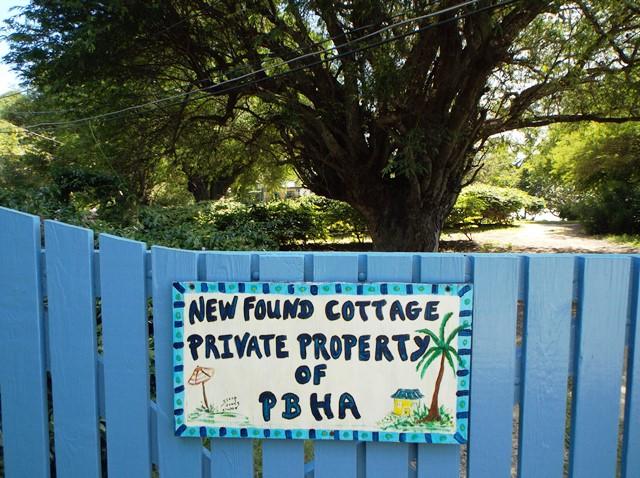 NEW FOUND COTTAGE
PRIVATE PROPERTY
OF
PBHA